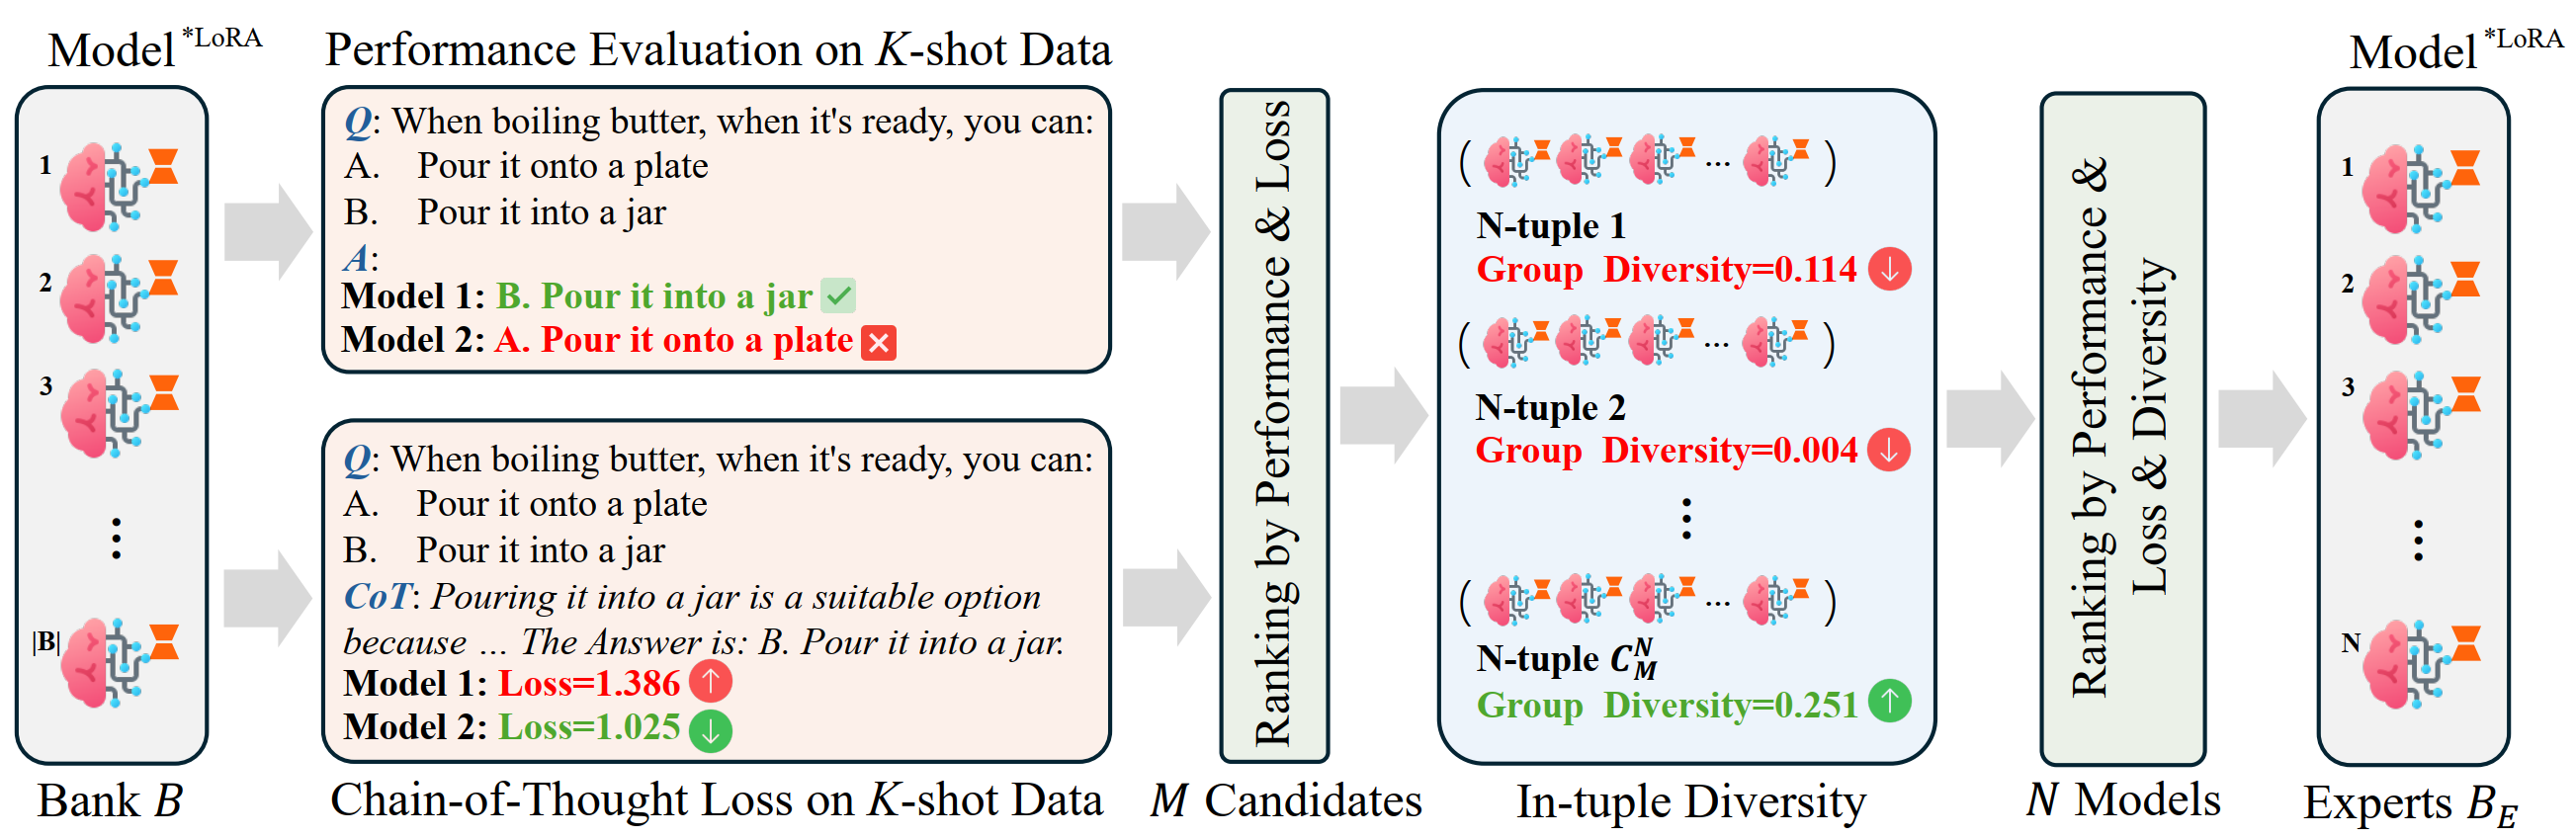 Model *LoRA
1
2
3
⋮
|B|
Bank B
Performance Evaluation on K-shot Data
Q: When boiling butter, when it's ready, you can:
A. Pour it onto a plate
B. Pour it into a jar
A:
Model 1: B. Pour it into a jar
Model 2: A. Pour it onto a plate
Q: When boiling butter, when it's ready, you can:
A. Pour it onto a plate
B. Pour it into a jar
CoT: Pouring it into a jar is a suitable option
because ... The Answer is: B. Pour it into a jar.
Model 1: Loss=1.386 ↑
Model 2: Loss=1.025 ↓
Chain-of-Thought Loss on K-shot Data
Ranking by Performance & Loss
M Candidates
( ... )
N-tuple 1
Group Diversity=0.114 ↓
( ... )
N-tuple 2
Group Diversity=0.004 ↓
⋮
( ... )
N-tuple C_M^N
Group Diversity=0.251 ↑
In-tuple Diversity
Ranking by Performance &
Loss & Diversity
N Models
Model *LoRA
1
2
3
⋮
N
Experts B_E